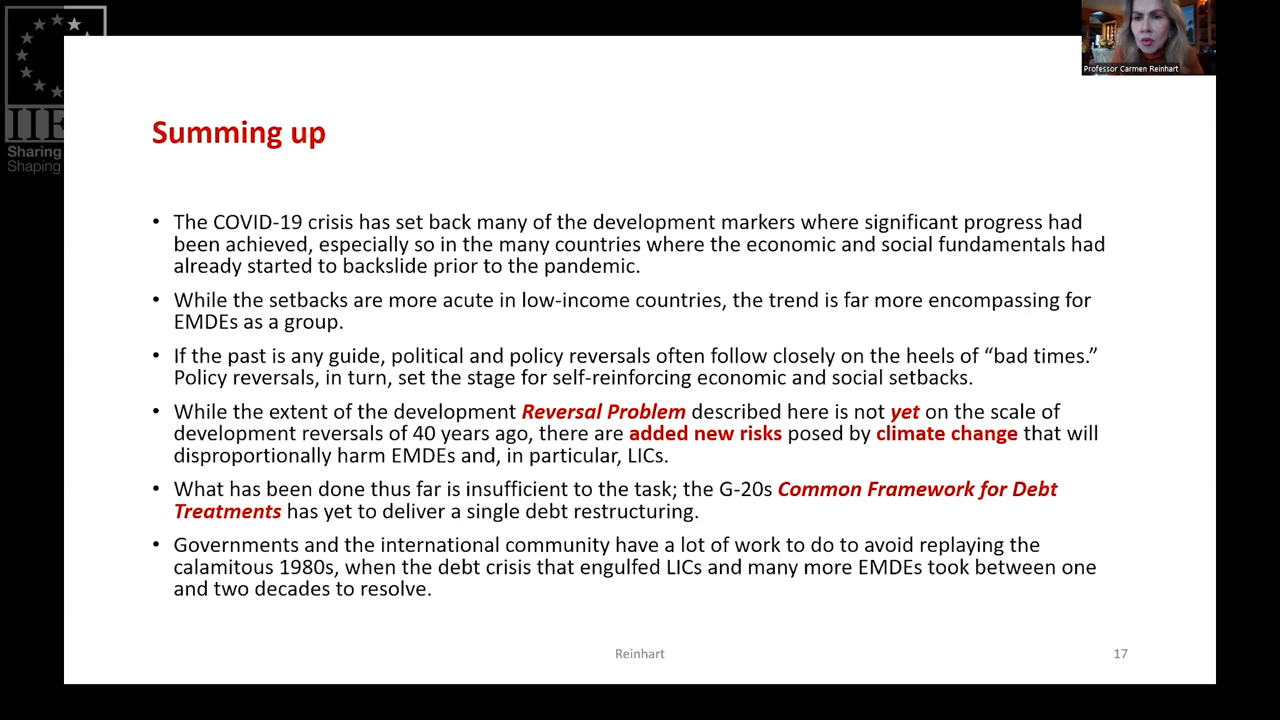 Professor Carmen Reinhart
Sharing
Shaping
Summing up
• The COVID-19 crisis has set back many of the development markers where significant progress had
been achieved, especially so in the many countries where the economic and social fundamentals had
already started to backslide prior to the pandemic.
• While the setbacks are more acute in low-income countries, the trend is far more encompassing for
EMDEs as a group.
• If the past is any guide, political and policy reversals often follow closely on the heels of “bad times.”
Policy reversals, in turn, set the stage for self-reinforcing economic and social setbacks.
• While the extent of the development Reversal Problem described here is not yet on the scale of
development reversals of 40 years ago, there are added new risks posed by climate change that will
disproportionally harm EMDEs and, in particular, LICs.
• What has been done thus far is insufficient to the task; the G-20s Common Framework for Debt
Treatments has yet to deliver a single debt restructuring.
• Governments and the international community have a lot of work to do to avoid replaying the
calamitous 1980s, when the debt crisis that engulfed LICs and many more EMDEs took between one
and two decades to resolve.
Reinhart
17